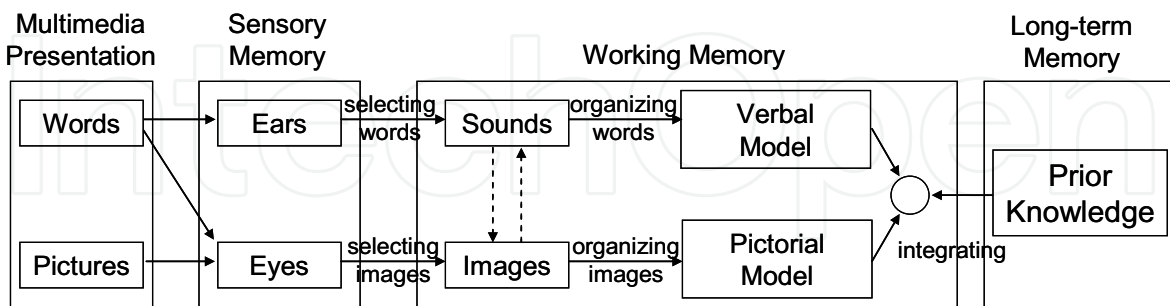 Multimedia
Presentation
Sensory
Memory
Working Memory
Long-term
Memory
Words
Ears
selecting
words
Sounds
organizing
words
Verbal
Model
Pictures
Eyes
selecting
images
Images
organizing
images
Pictorial
Model
integrating
Prior
Knowledge
IntechOpen